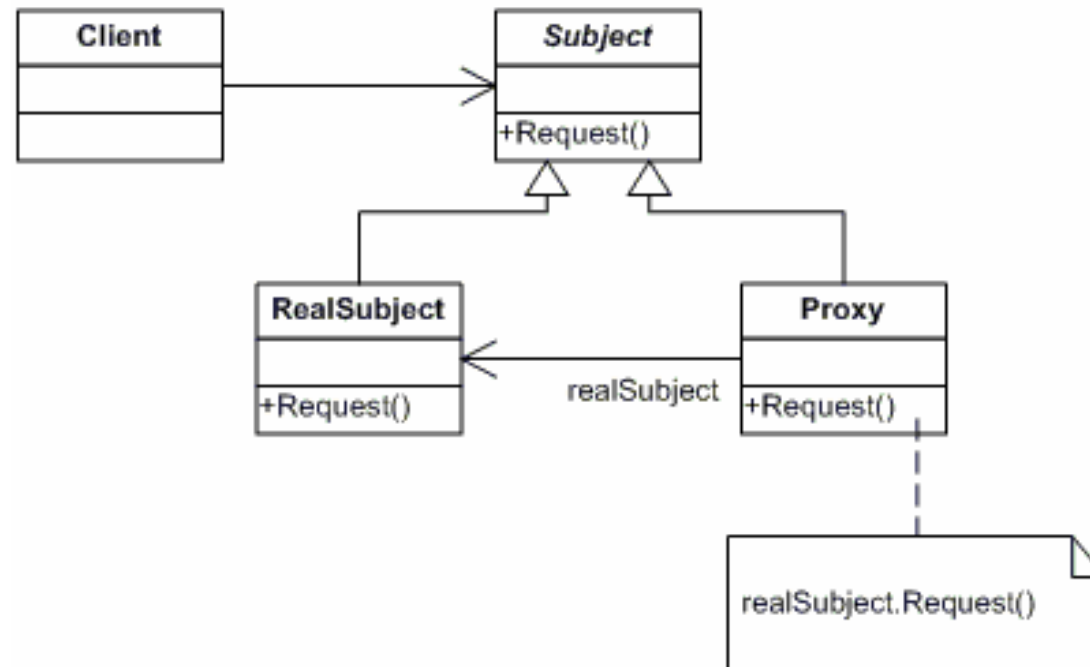 Client
Subject
+Request()
RealSubject
+Request()
realSubject
Proxy
+Request()
realSubject.Request()